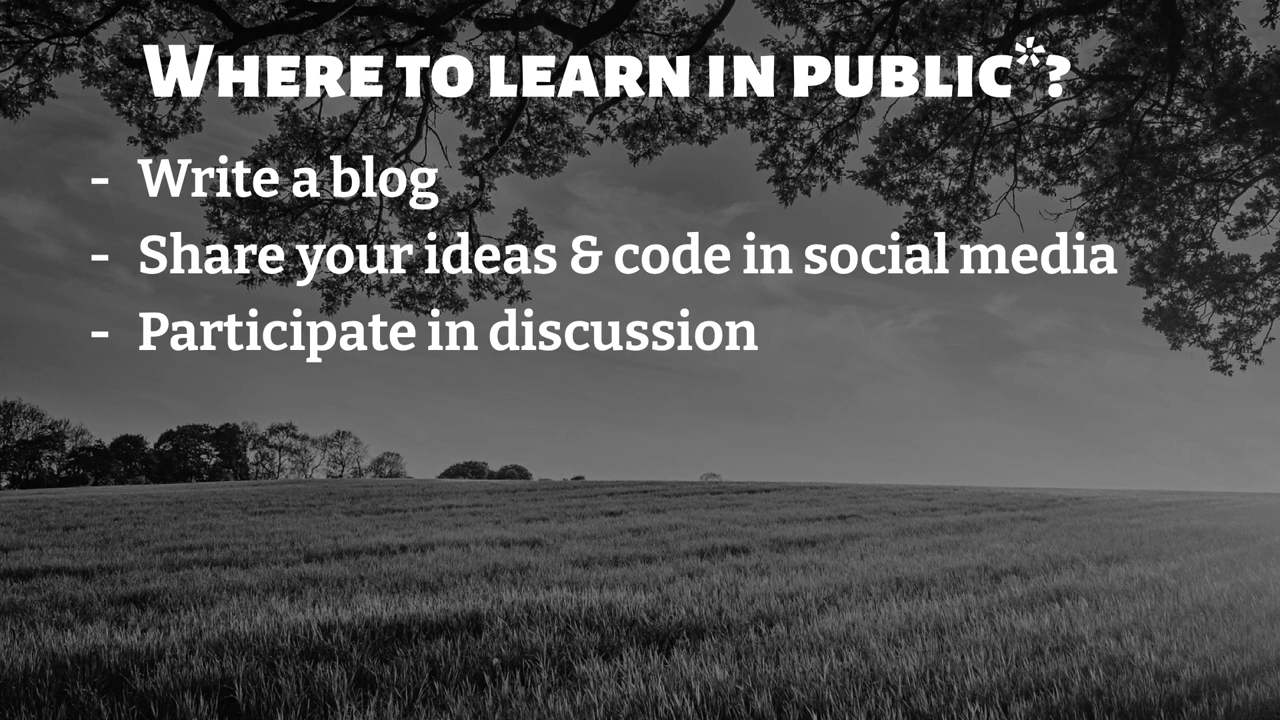 Where to learn in public*?
- Write a blog
- Share your ideas & code in social media
- Participate in discussion